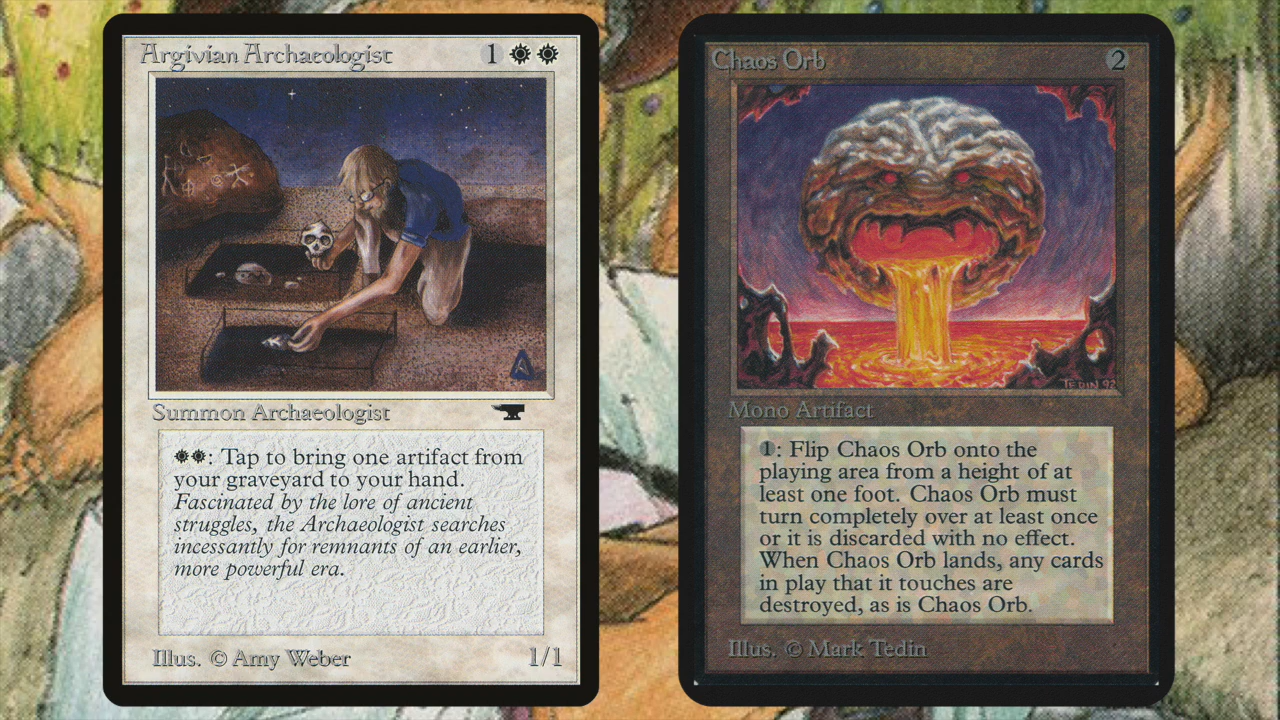 Argivian Archaeologist 1
Summon Archaeologist
: Tap to bring one artifact from
your graveyard to your hand.
Fascinated by the lore of ancient
struggles, the Archaeologist searches
incessantly for remnants of an earlier,
more powerful era.
Illus. © Amy Weber 1/1
Chaos Orb 2
TEDIN 92
Mono Artifact
1: Flip Chaos Orb onto the
playing area from a height of at
least one foot. Chaos Orb must
turn completely over at least once
or it is discarded with no effect.
When Chaos Orb lands, any cards
in play that it touches are
destroyed, as is Chaos Orb.
Illus. © Mark Tedin